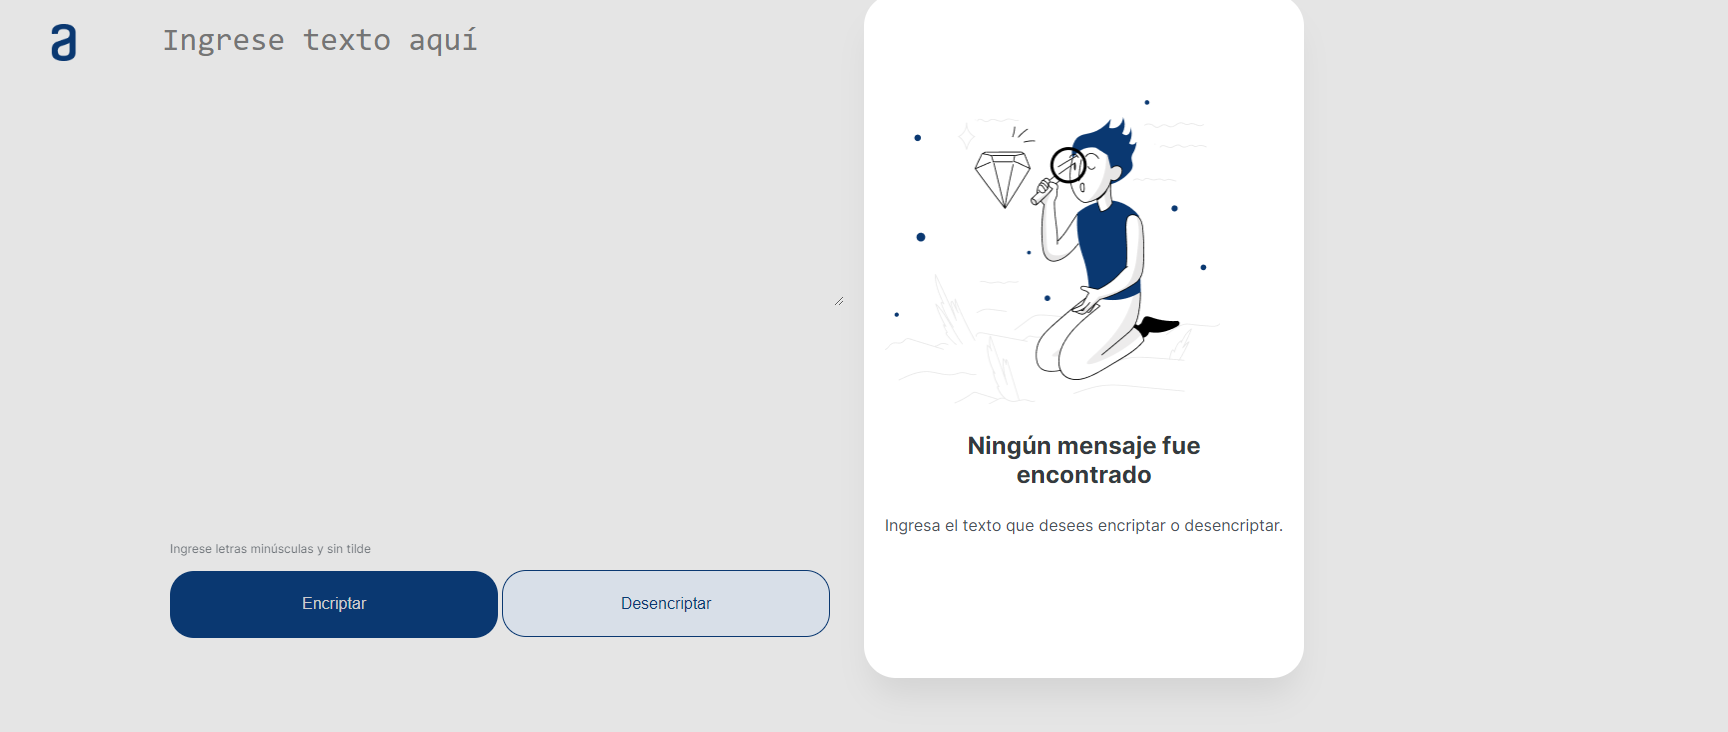 a
Ingrese texto aquí
Ingrese letras minúsculas y sin tilde
Encriptar
Desencriptar
Ningún mensaje fue
encontrado
Ingresa el texto que desees encriptar o desencriptar.